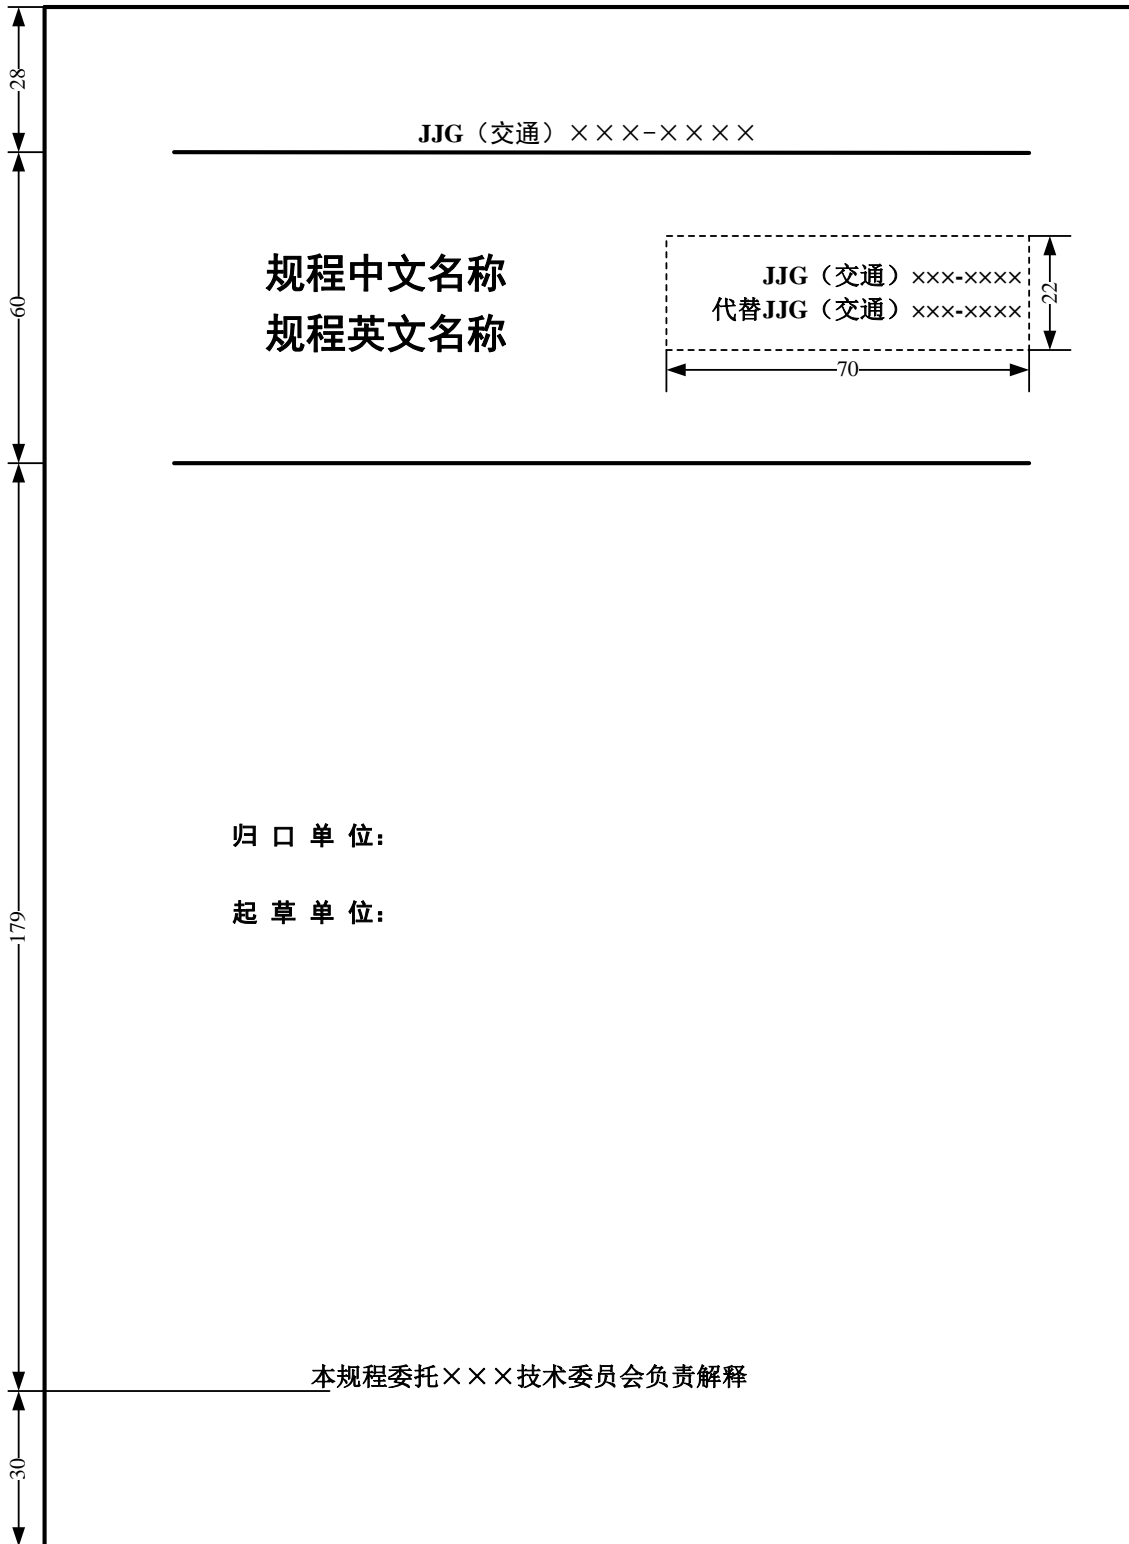 28
JJG（交通）×××-××××
60
规程中文名称
规程英文名称
JJG（交通）×××-××××
代替JJG（交通）×××-××××
22
70
归 口 单 位：
起 草 单 位：
179
本规程委托×××技术委员会负责解释
30